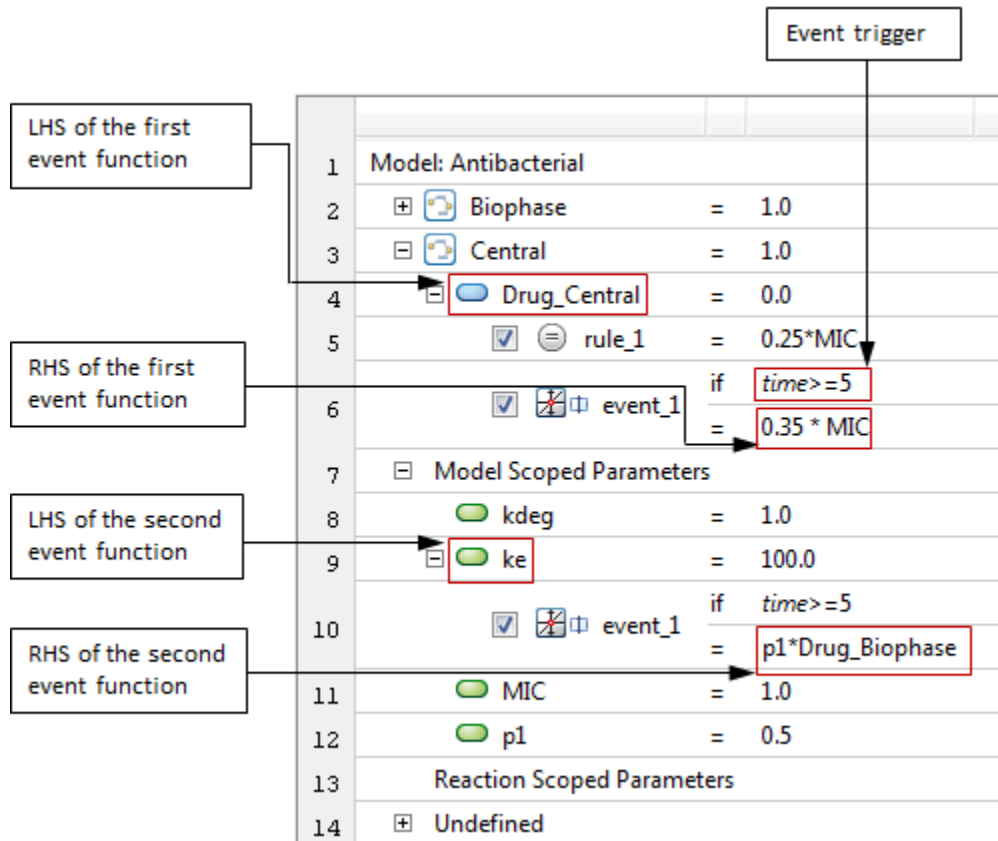 Event trigger
LHS of the first
event function
1 Model: Antibacterial
2 Biophase = 1.0
3 Central = 1.0
4 Drug_Central = 0.0
5 rule_1 = 0.25*MIC
RHS of the first
event function
6 event_1 if time>=5
= 0.35 * MIC
7 Model Scoped Parameters
LHS of the second
event function
8 kdeg = 1.0
9 ke = 100.0
10 event_1 if time>=5
= p1*Drug_Biophase
RHS of the second
event function
11 MIC = 1.0
12 p1 = 0.5
13 Reaction Scoped Parameters
14 Undefined